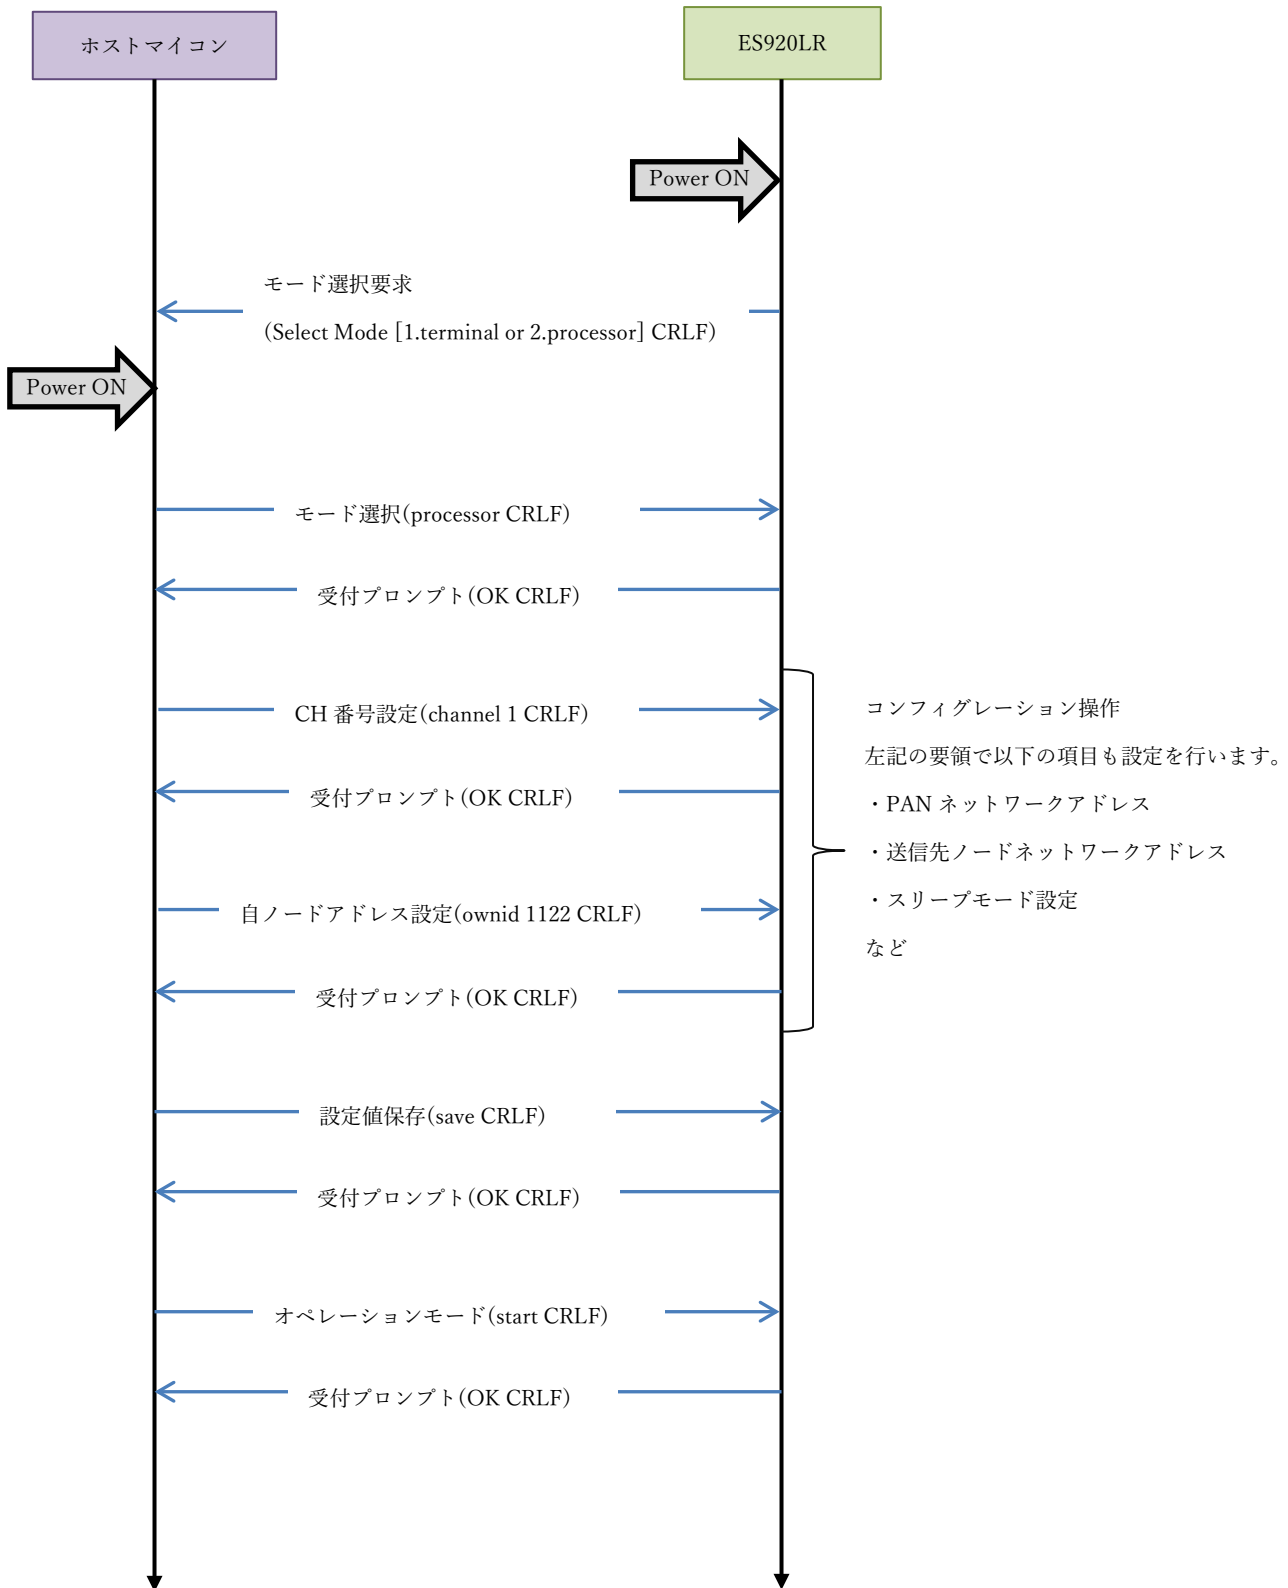 ホストマイコン
ES920LR
Power ON
モード選択要求
(Select Mode [1.terminal or 2.processor] CRLF)
Power ON
モード選択(processor CRLF)
受付プロンプト(OK CRLF)
CH 番号設定(channel 1 CRLF)
受付プロンプト(OK CRLF)
自ノードアドレス設定(ownid 1122 CRLF)
受付プロンプト(OK CRLF)
コンフィグレーション操作
左記の要領で以下の項目も設定を行います。
・PAN ネットワークアドレス
・送信先ノードネットワークアドレス
・スリープモード設定
など
設定値保存(save CRLF)
受付プロンプト(OK CRLF)
オペレーションモード(start CRLF)
受付プロンプト(OK CRLF)